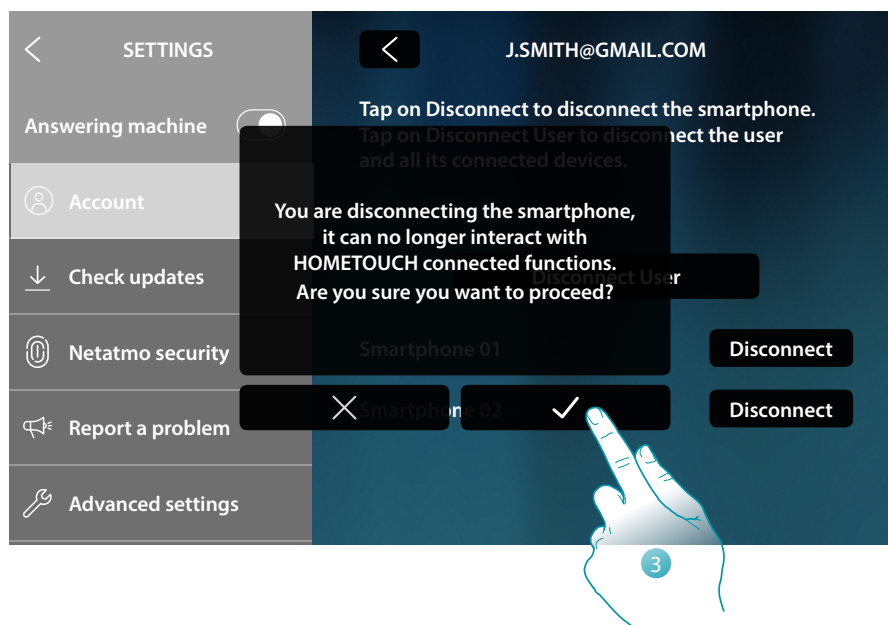 SETTINGS
J.SMITH@GMAIL.COM
Answering machine
Tap on Disconnect to disconnect the smartphone.
Tap on Disconnect User to disconnect the user
and all its connected devices.
Account
You are disconnecting the smartphone,
it can no longer interact with
HOMETOUCH connected functions.
Are you sure you want to proceed?
Check updates
Disconnect User
Netatmo security
Smartphone 01
Disconnect
Report a problem
Smartphone 02
Disconnect
Advanced settings
3